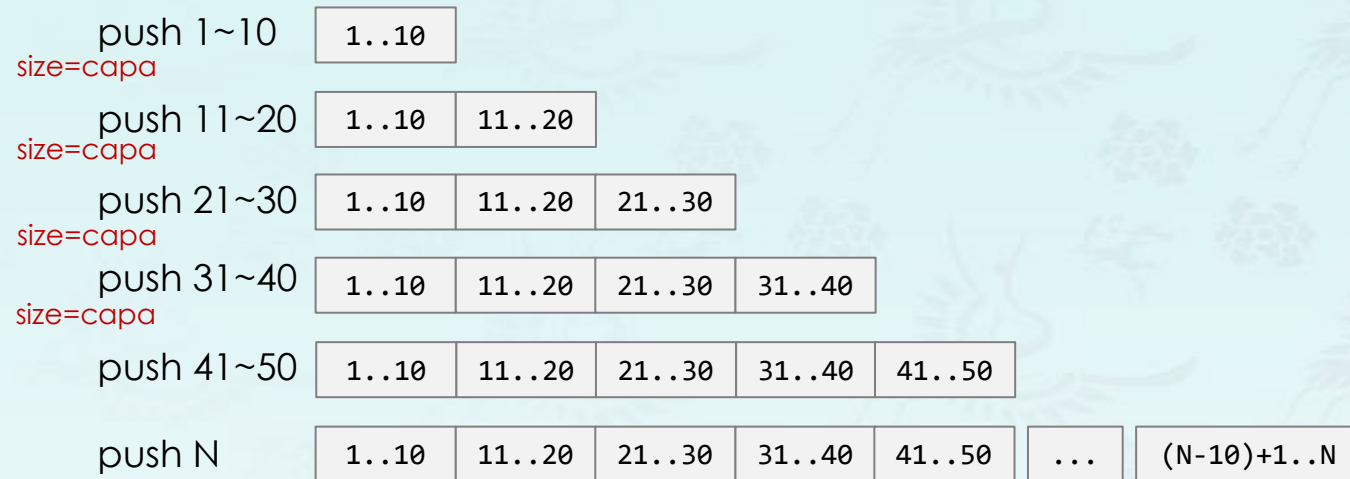 push 1~10 1..10
size=capa
push 11~20 1..10 11..20
size=capa
push 21~30 1..10 11..20 21..30
size=capa
push 31~40 1..10 11..20 21..30 31..40
size=capa
push 41~50 1..10 11..20 21..30 31..40 41..50
push N 1..10 11..20 21..30 31..40 41..50 ... (N-10)+1..N